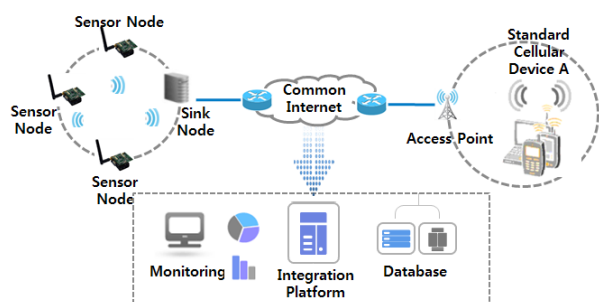 Sensor Node
Sensor
Node
Sensor
Node
Sink
Node
Common
Internet
Access Point
Standard
Cellular
Device A
Monitoring
Integration
Platform
Database